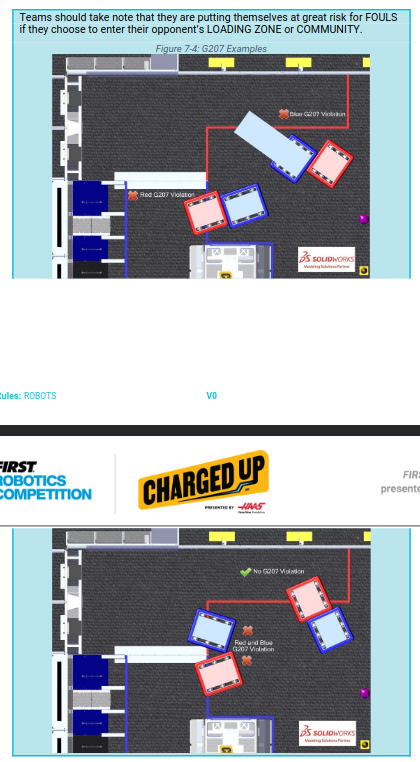 Teams should take note that they are putting themselves at great risk for FOULS
if they choose to enter their opponent's LOADING ZONE or COMMUNITY.
Figure 7-4: G207 Examples
Blue G207 Violation
Red G207 Violation
SOLIDWORKS
Modeling Solutions Partner
Rules: ROBOTS
V0
FIRST
ROBOTICS
COMPETITION
CHARGED UP
PRESENTED BY HAAS
FIRS
presente
No G207 Violation
Red and Blue
G207 Violation
SOLIDWORKS
Modeling Solutions Partner